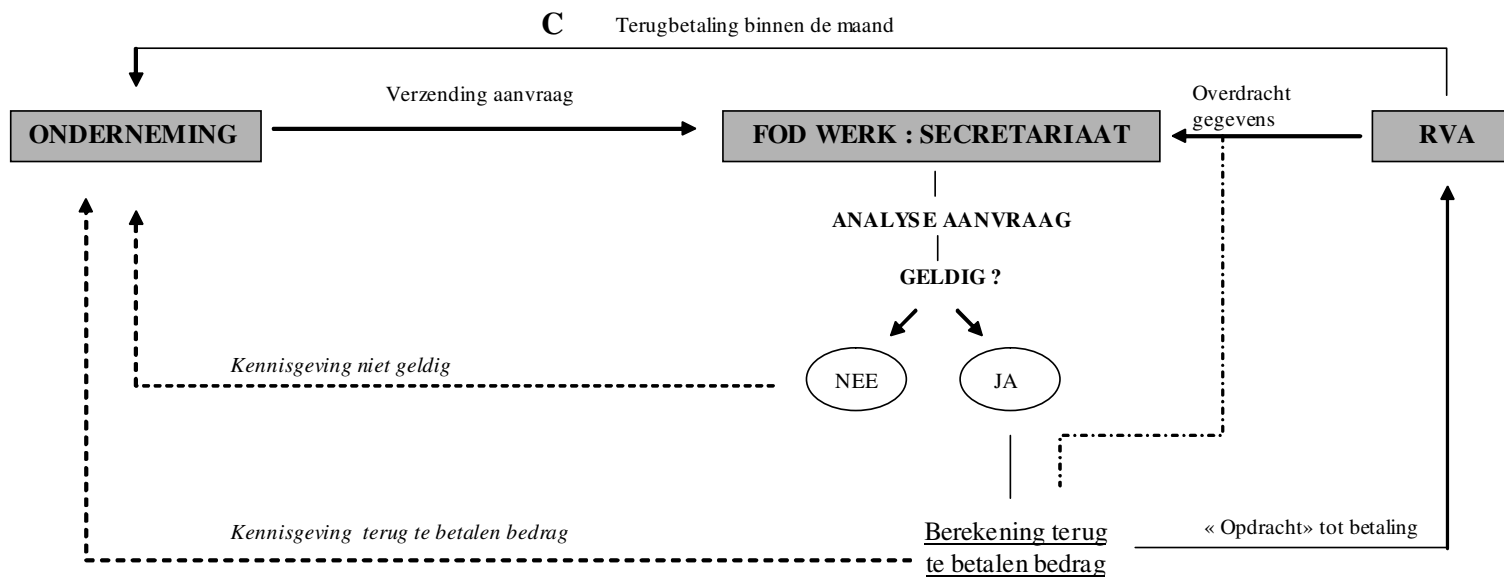 C Terugbetaling binnen de maand
Verzending aanvraag
Overdracht
gegevens
ONDERNEMING
FOD WERK : SECRETARIAAT
RVA
ANALYSE AANVRAAG
GELDIG ?
Kennisgeving niet geldig
NEE
JA
Kennisgeving terug te betalen bedrag
Berekening terug
te betalen bedrag
« Opdracht» tot betaling